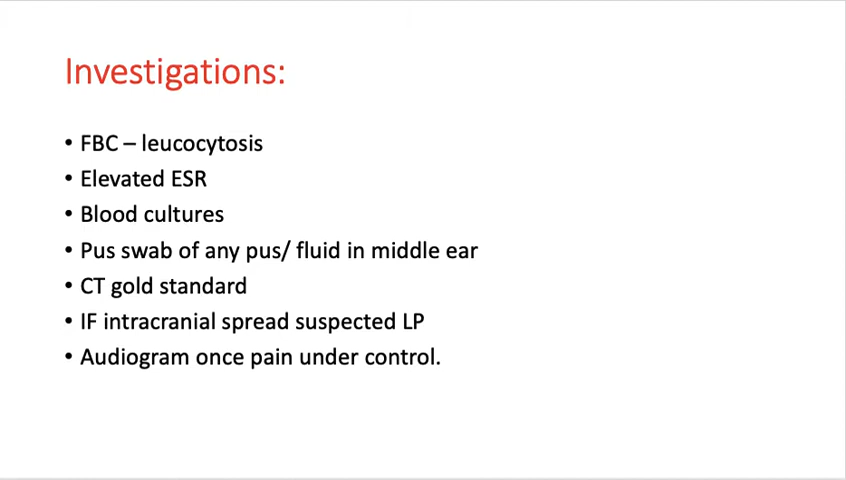 Investigations:
• FBC – leucocytosis
• Elevated ESR
• Blood cultures
• Pus swab of any pus/ fluid in middle ear
• CT gold standard
• IF intracranial spread suspected LP
• Audiogram once pain under control.